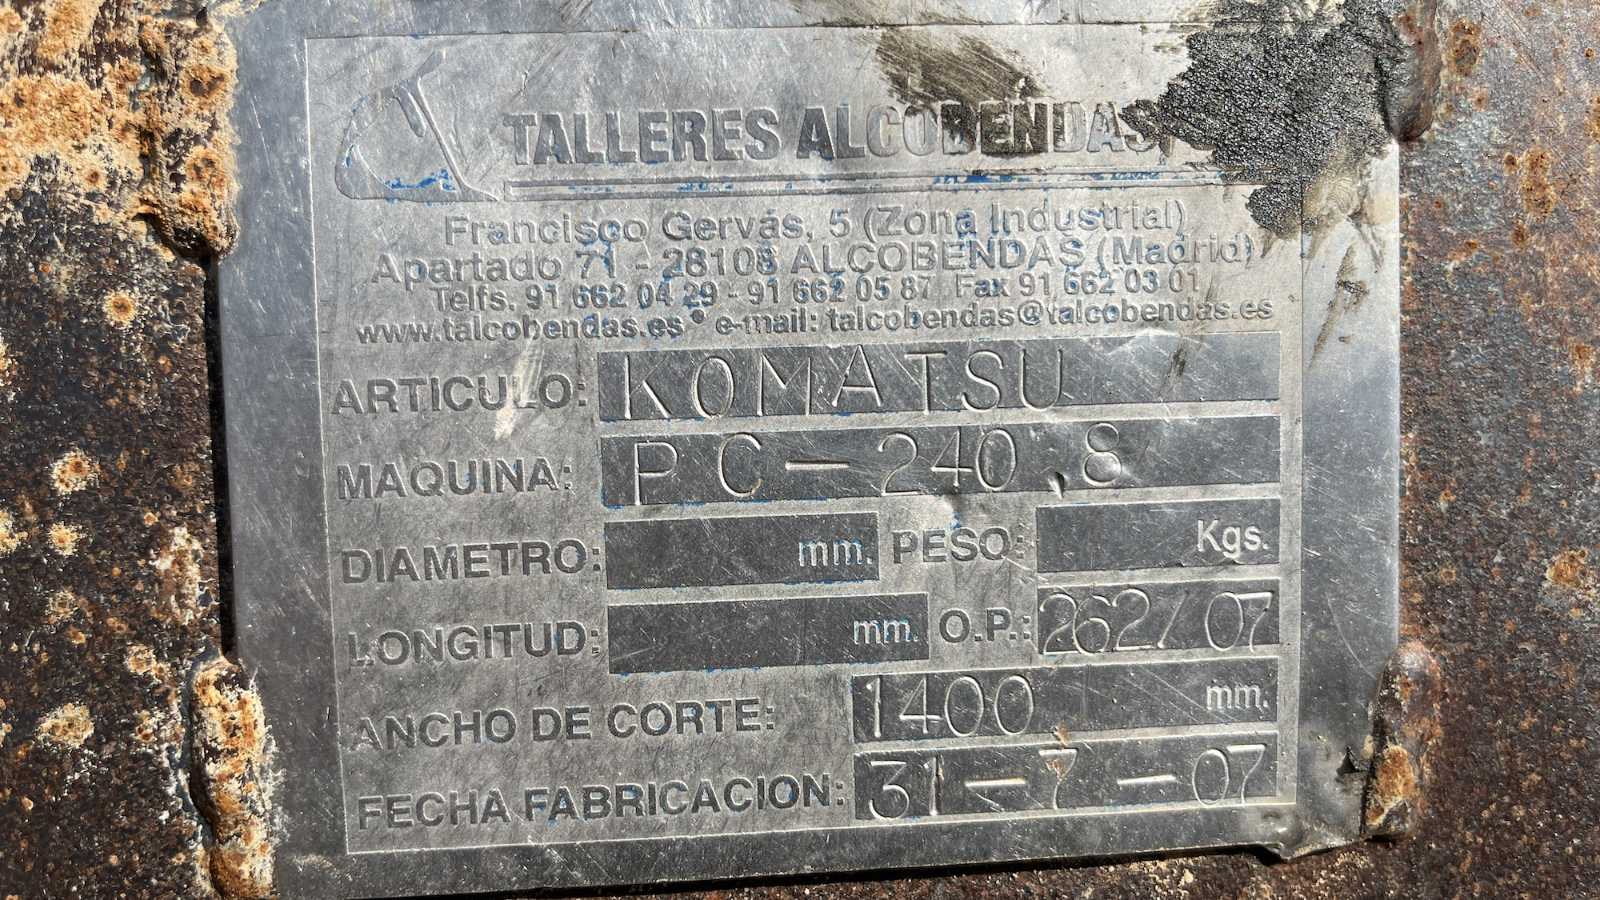 TALLERES ALCOBENDAS,
Francisco Gervás, 5 (Zona Industrial)
Apartado 71 - 28108 ALCOBENDAS (Madrid)
Telfs. 91 662 04 29 - 91 662 05 87 Fax 91 662 03 01
www.talcobendas.es • e-mail: talcobendas@talcobendas.es
ARTICULO: KOMATSU
MAQUINA: PC-240.8
DIAMETRO: mm. PESO: Kgs.
LONGITUD: mm. O.P.: 262/07
ANCHO DE CORTE: 1400 mm.
FECHA FABRICACION: 31-7-07